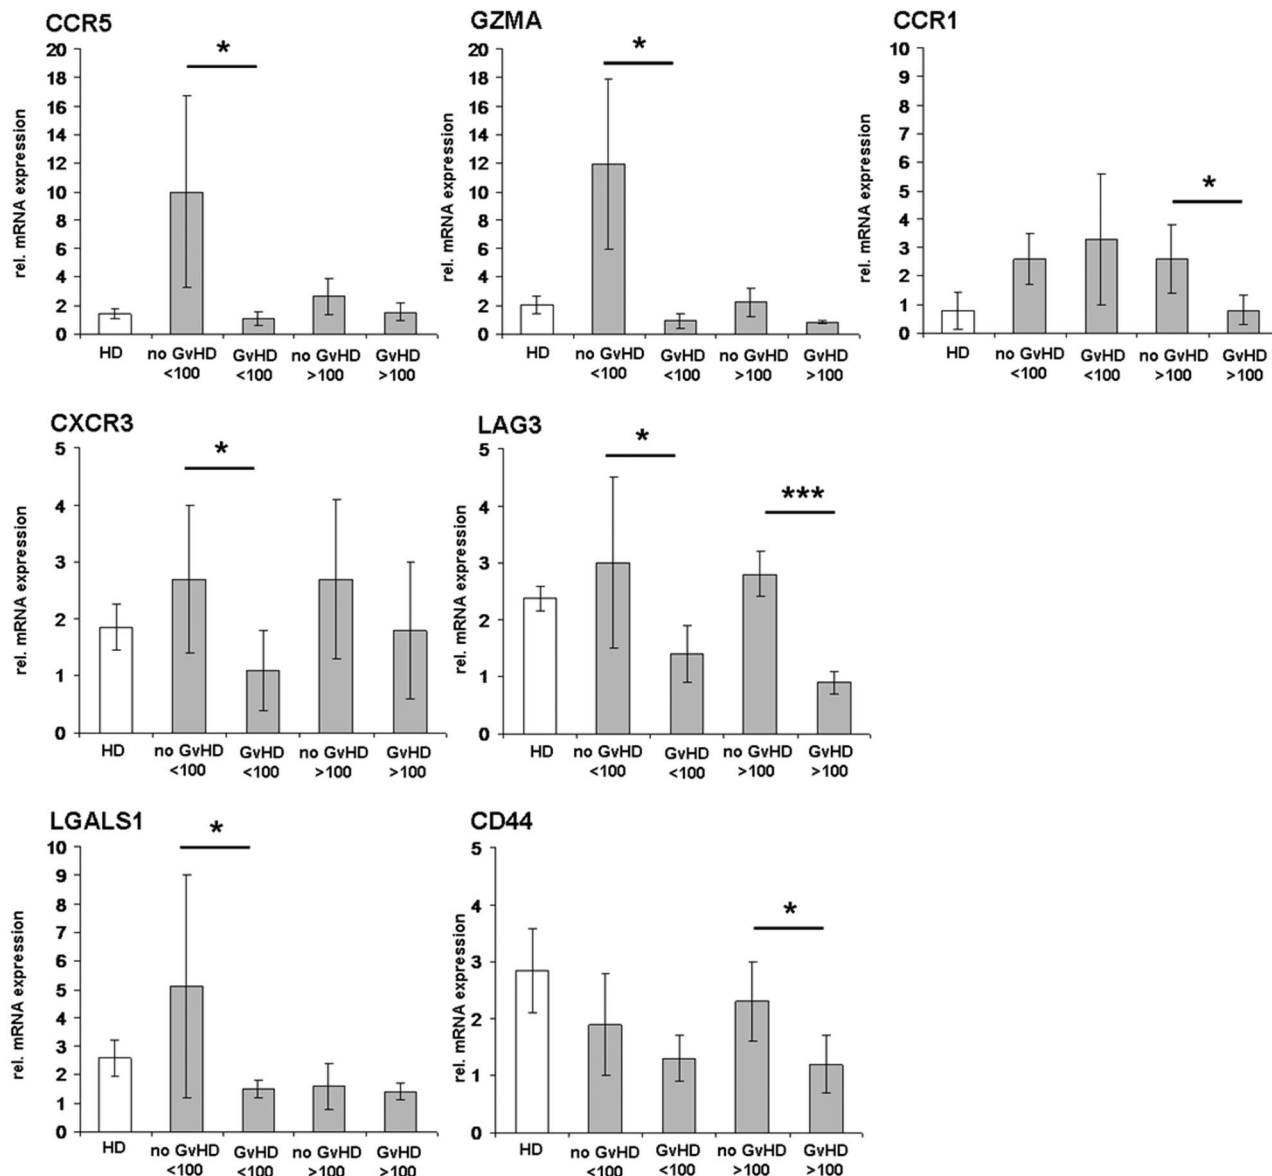 CCR5
*
20
18
16
14
12
10
8
6
4
2
0
rel. mRNA expression
HD
no GvHD <100
GvHD <100
no GvHD >100
GvHD >100
GZMA
*
20
18
16
14
12
10
8
6
4
2
0
rel. mRNA expression
HD
no GvHD <100
GvHD <100
no GvHD >100
GvHD >100
CCR1
*
10
9
8
7
6
5
4
3
2
1
0
rel. mRNA expression
HD
no GvHD <100
GvHD <100
no GvHD >100
GvHD >100
CXCR3
*
5
4
3
2
1
0
rel. mRNA expression
HD
no GvHD <100
GvHD <100
no GvHD >100
GvHD >100
LAG3
*
***
5
4
3
2
1
0
rel. mRNA expression
HD
no GvHD <100
GvHD <100
no GvHD >100
GvHD >100
LGALS1
*
10
9
8
7
6
5
4
3
2
1
0
rel. mRNA expression
HD
no GvHD <100
GvHD <100
no GvHD >100
GvHD >100
CD44
*
5
4
3
2
1
0
rel. mRNA expression
HD
no GvHD <100
GvHD <100
no GvHD >100
GvHD >100